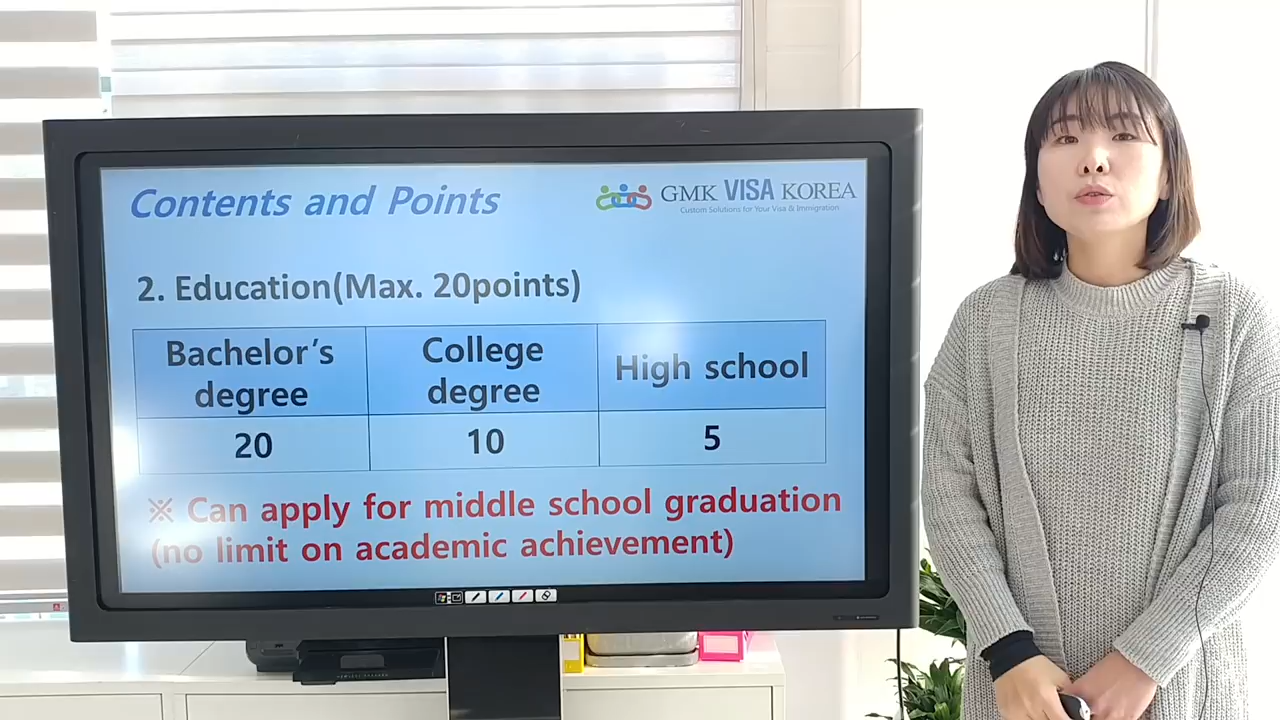 Contents and Points
GMK VISA KOREA
Custom Solutions for Your Visa & Immigration
2. Education(Max. 20points)
Bachelor's degree
College degree
High school
20
10
5
※ Can apply for middle school graduation
(no limit on academic achievement)